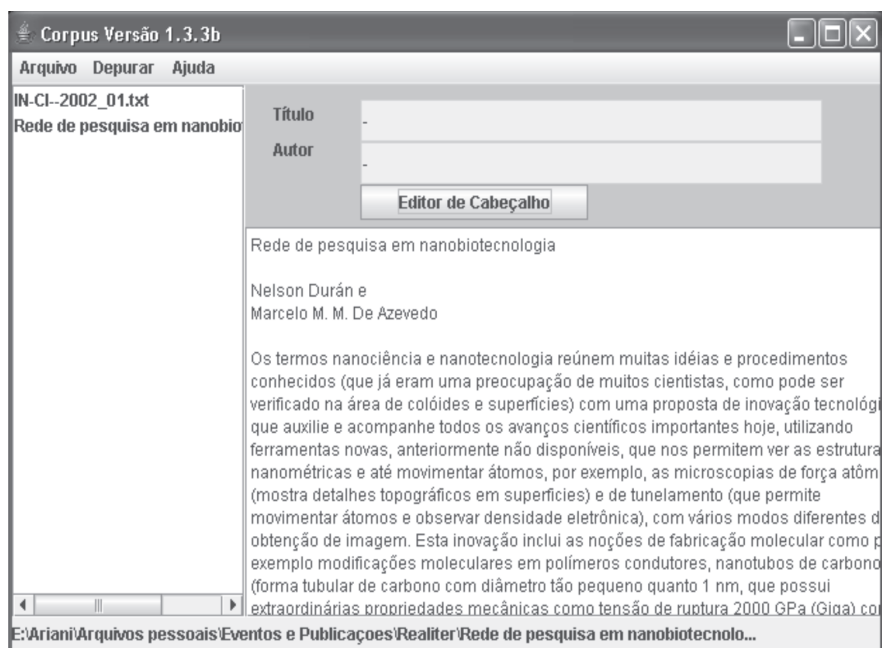 Corpus Versão 1.3.3b
Arquivo Depurar Ajuda
IN-CI--2002_01.txt
Rede de pesquisa em nanobio
Título
-
Autor
-
Editor de Cabeçalho
Rede de pesquisa em nanobiotecnologia
Nelson Durán e
Marcelo M. M. De Azevedo
Os termos nanociência e nanotecnologia reúnem muitas idéias e procedimentos
conhecidos (que já eram uma preocupação de muitos cientistas, como pode ser
verificado na área de colóides e superfícies) com uma proposta de inovação tecnológi
que auxilie e acompanhe todos os avanços científicos importantes hoje, utilizando
ferramentas novas, anteriormente não disponíveis, que nos permitem ver as estrutura
nanométricas e até movimentar átomos, por exemplo, as microscopias de força atôm
(mostra detalhes topográficos em superficies) e de tunelamento (que permite
movimentar átomos e observar densidade eletrônica), com vários modos diferentes d
obtenção de imagem. Esta inovação inclui as noções de fabricação molecular como p
exemplo modificações moleculares em polímeros condutores, nanotubos de carbono
(forma tubular de carbono com diâmetro tão pequeno quanto 1 nm, que possui
extraordinárias propriedades mecânicas como tensão de ruptura 2000 GPa (Giga) co
E:\Ariani\Arquivos pessoais\Eventos e Publicaçoes\Realiter\Rede de pesquisa em nanobiotecnolo...